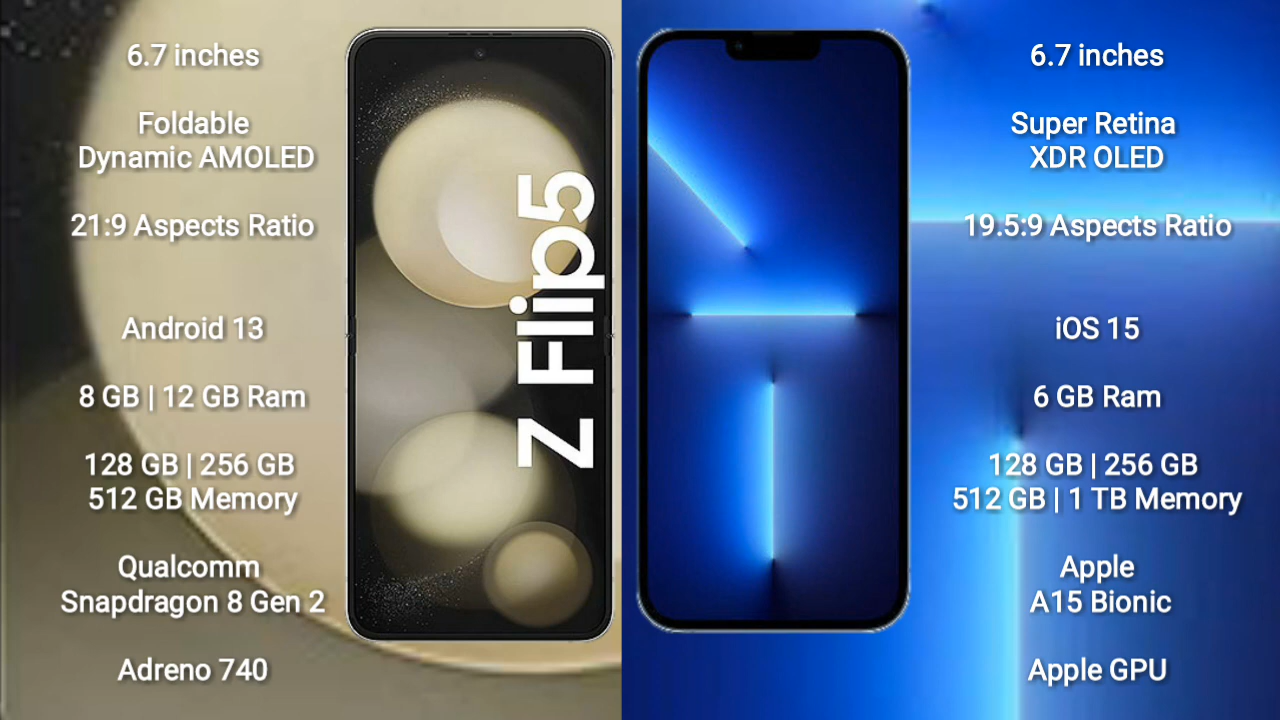 6.7 inches
Foldable
Dynamic AMOLED
21:9 Aspects Ratio
Android 13
8 GB | 12 GB Ram
128 GB | 256 GB
512 GB Memory
Qualcomm
Snapdragon 8 Gen 2
Adreno 740
Z Flip5
6.7 inches
Super Retina
XDR OLED
19.5:9 Aspects Ratio
iOS 15
6 GB Ram
128 GB | 256 GB
512 GB | 1 TB Memory
Apple
A15 Bionic
Apple GPU